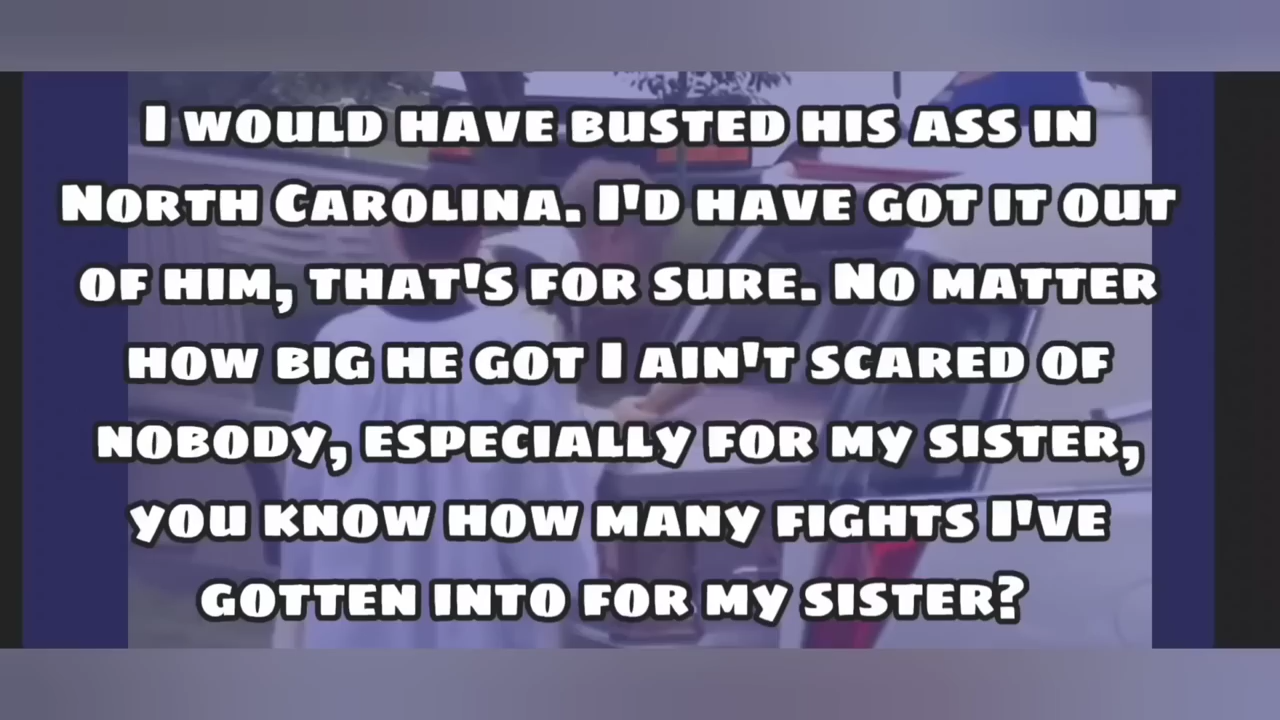 I would have busted his ass in
North Carolina. I'd have got it out
of him, that's for sure. No matter
how big he got I ain't scared of
nobody, especially for my sister,
you know how many fights I've
gotten into for my sister?